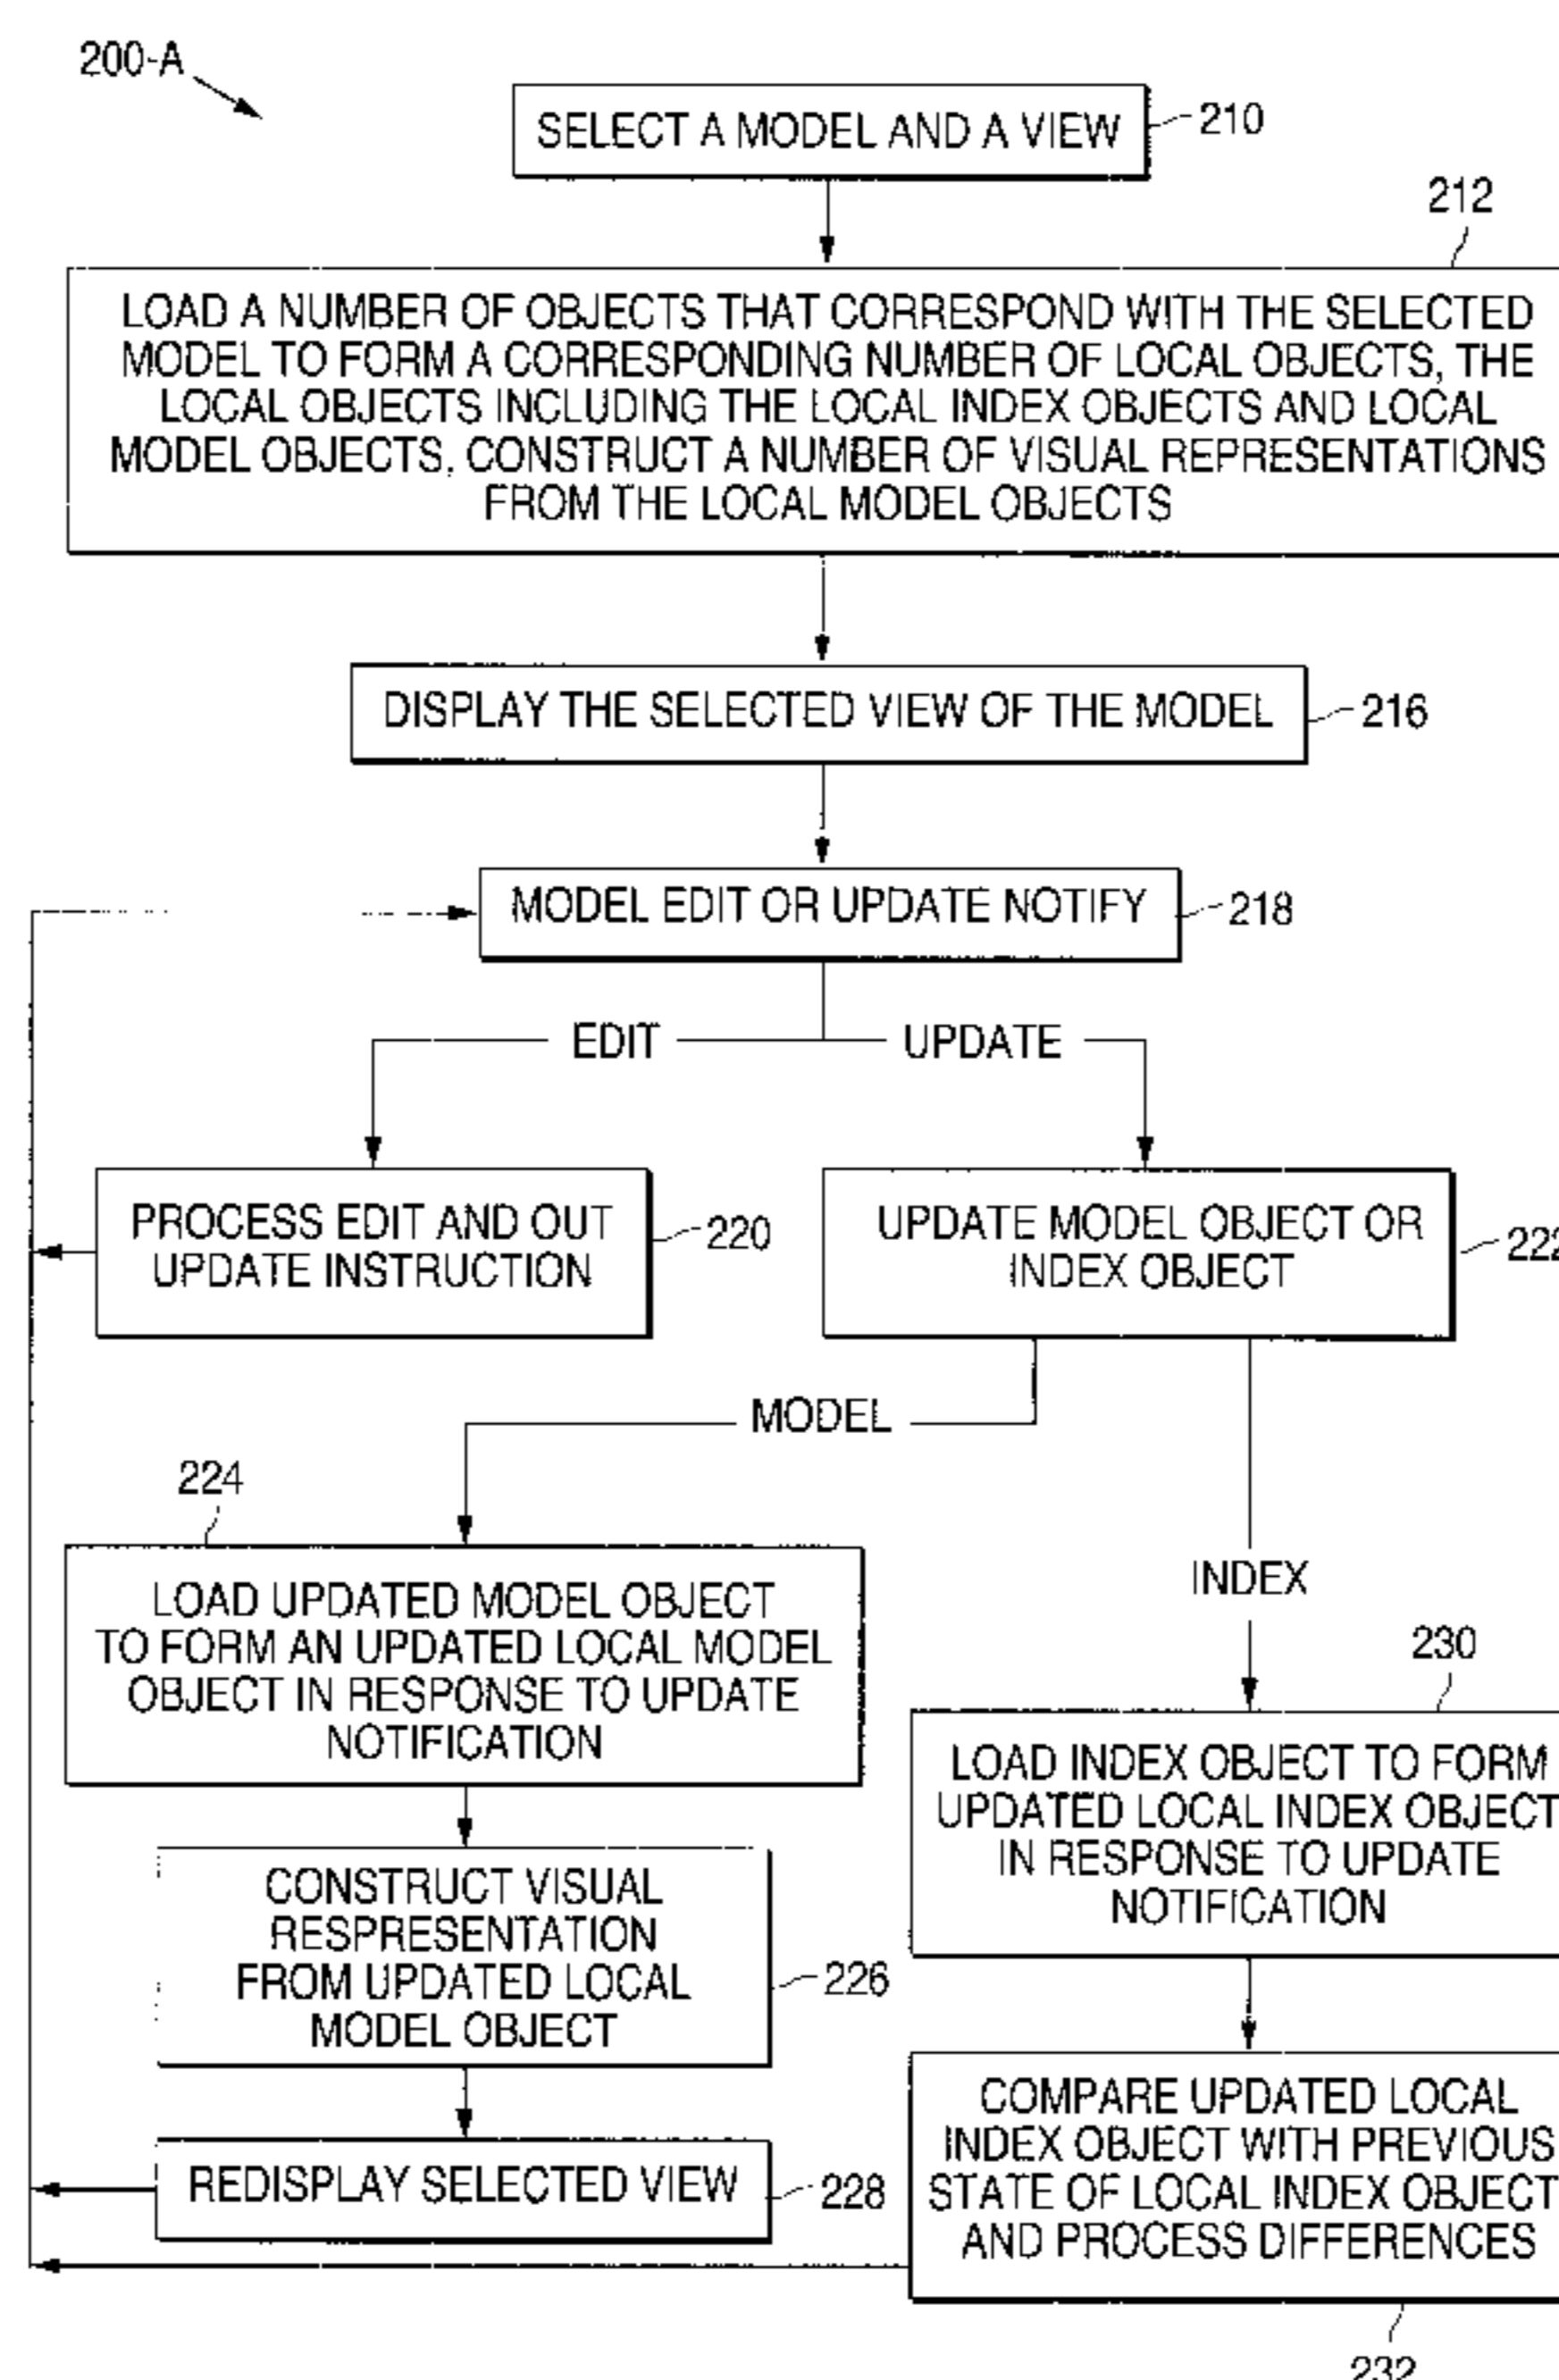 200-A
SELECT A MODEL AND A VIEW
210
212
LOAD A NUMBER OF OBJECTS THAT CORRESPOND WITH THE SELECTED
MODEL TO FORM A CORRESPONDING NUMBER OF LOCAL OBJECTS, THE
LOCAL OBJECTS INCLUDING THE LOCAL INDEX OBJECTS AND LOCAL
MODEL OBJECTS, CONSTRUCT A NUMBER OF VISUAL REPRESENTATIONS
FROM THE LOCAL MODEL OBJECTS
DISPLAY THE SELECTED VIEW OF THE MODEL
216
MODEL EDIT OR UPDATE NOTIFY
218
EDIT
UPDATE
PROCESS EDIT AND OUT
UPDATE INSTRUCTION
220
UPDATE MODEL OBJECT OR
INDEX OBJECT
222
MODEL
224
LOAD UPDATED MODEL OBJECT
TO FORM AN UPDATED LOCAL MODEL
OBJECT IN RESPONSE TO UPDATE
NOTIFICATION
INDEX
230
LOAD INDEX OBJECT TO FORM
UPDATED LOCAL INDEX OBJECT
IN RESPONSE TO UPDATE
NOTIFICATION
CONSTRUCT VISUAL
RESPRESENTATION
FROM UPDATED LOCAL
MODEL OBJECT
226
REDISPLAY SELECTED VIEW
228
COMPARE UPDATED LOCAL
INDEX OBJECT WITH PREVIOUS
STATE OF LOCAL INDEX OBJECT
AND PROCESS DIFFERENCES
232